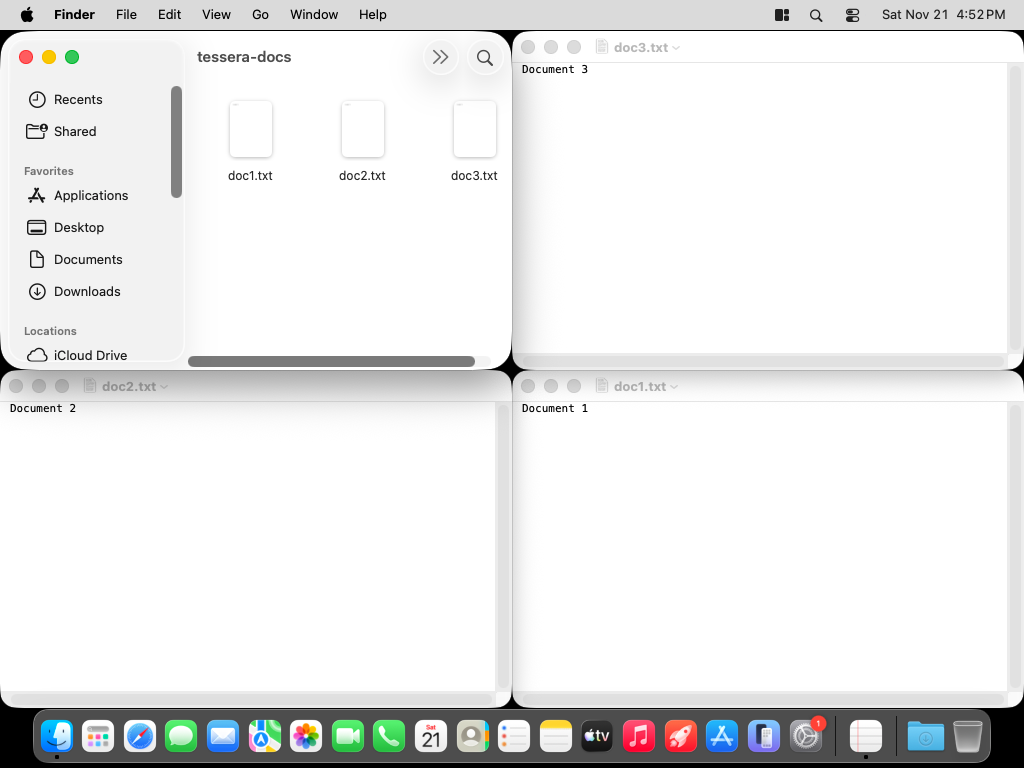 Finder File Edit View Go Window Help Sat Nov 21 4:52 PM
tessera-docs
Recents
Shared
Favorites
Applications
Desktop
Documents
Downloads
Locations
iCloud Drive
doc1.txt doc2.txt doc3.txt
doc3.txt
Document 3
doc2.txt
Document 2
doc1.txt
Document 1
Sat
21
tv
1